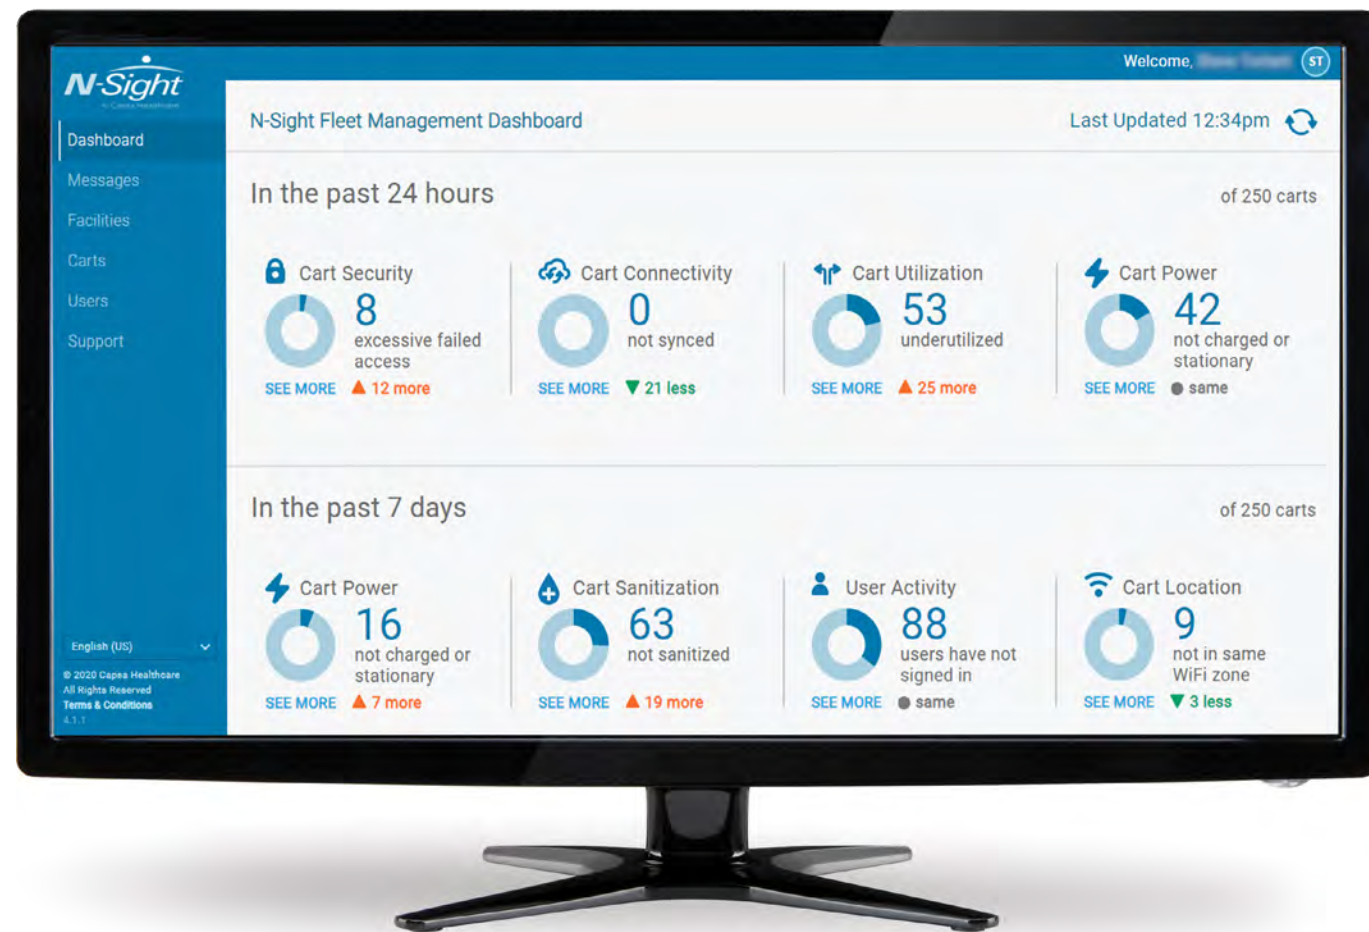 Welcome,
ST
N-Sight
by Capsa Healthcare
N-Sight Fleet Management Dashboard
Last Updated 12:34pm
Dashboard
Messages
Facilities
Carts
Users
Support
In the past 24 hours
of 250 carts
Cart Security
8
excessive failed
access
SEE MORE ▲ 12 more
Cart Connectivity
0
not synced
SEE MORE ▼ 21 less
Cart Utilization
53
underutilized
SEE MORE ▲ 25 more
Cart Power
42
not charged or
stationary
SEE MORE ● same
In the past 7 days
of 250 carts
Cart Power
16
not charged or
stationary
SEE MORE ▲ 7 more
Cart Sanitization
63
not sanitized
SEE MORE ▲ 19 more
User Activity
88
users have not
signed in
SEE MORE ● same
Cart Location
9
not in same
WiFi zone
SEE MORE ▼ 3 less
English (US)
© 2020 Capsa Healthcare
All Rights Reserved
Terms & Conditions
4.1.1